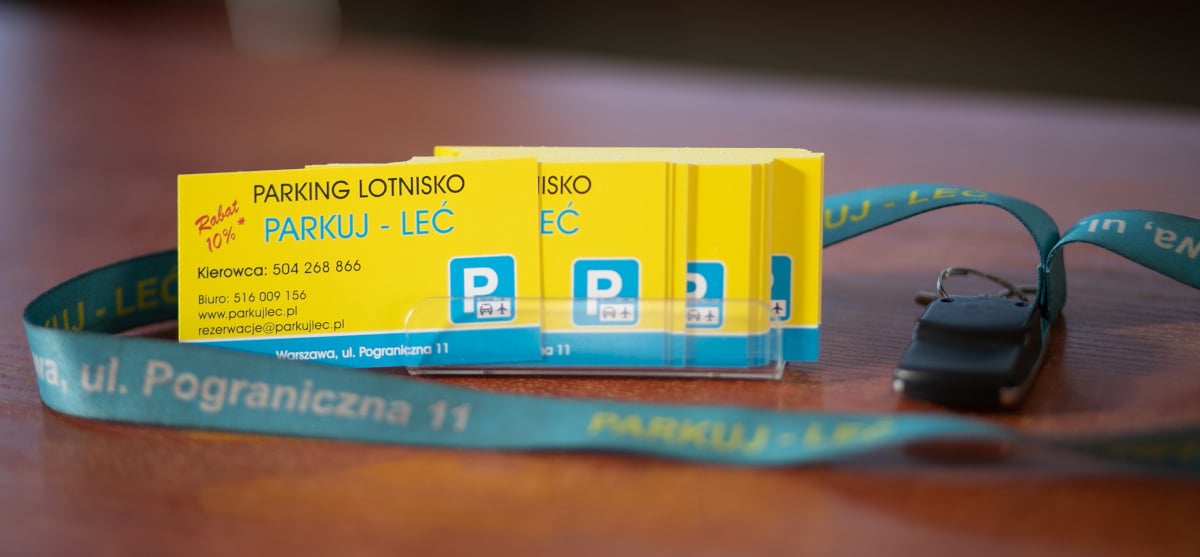 PARKING LOTNISKO
Rabat
10%*
PARKUJ - LEĆ
Kierowca: 504 268 866
Biuro: 516 009 156
www.parkujlec.pl
rezerwacje@parkujlec.pl
Warszawa, ul. Pograniczna 11
P
ISKO
EĆ
P
na 11
P
UJ - LEĆ
wa, ul.
UJ - LEĆ
wa, ul. Pograniczna 11
PARKUJ - LEĆ